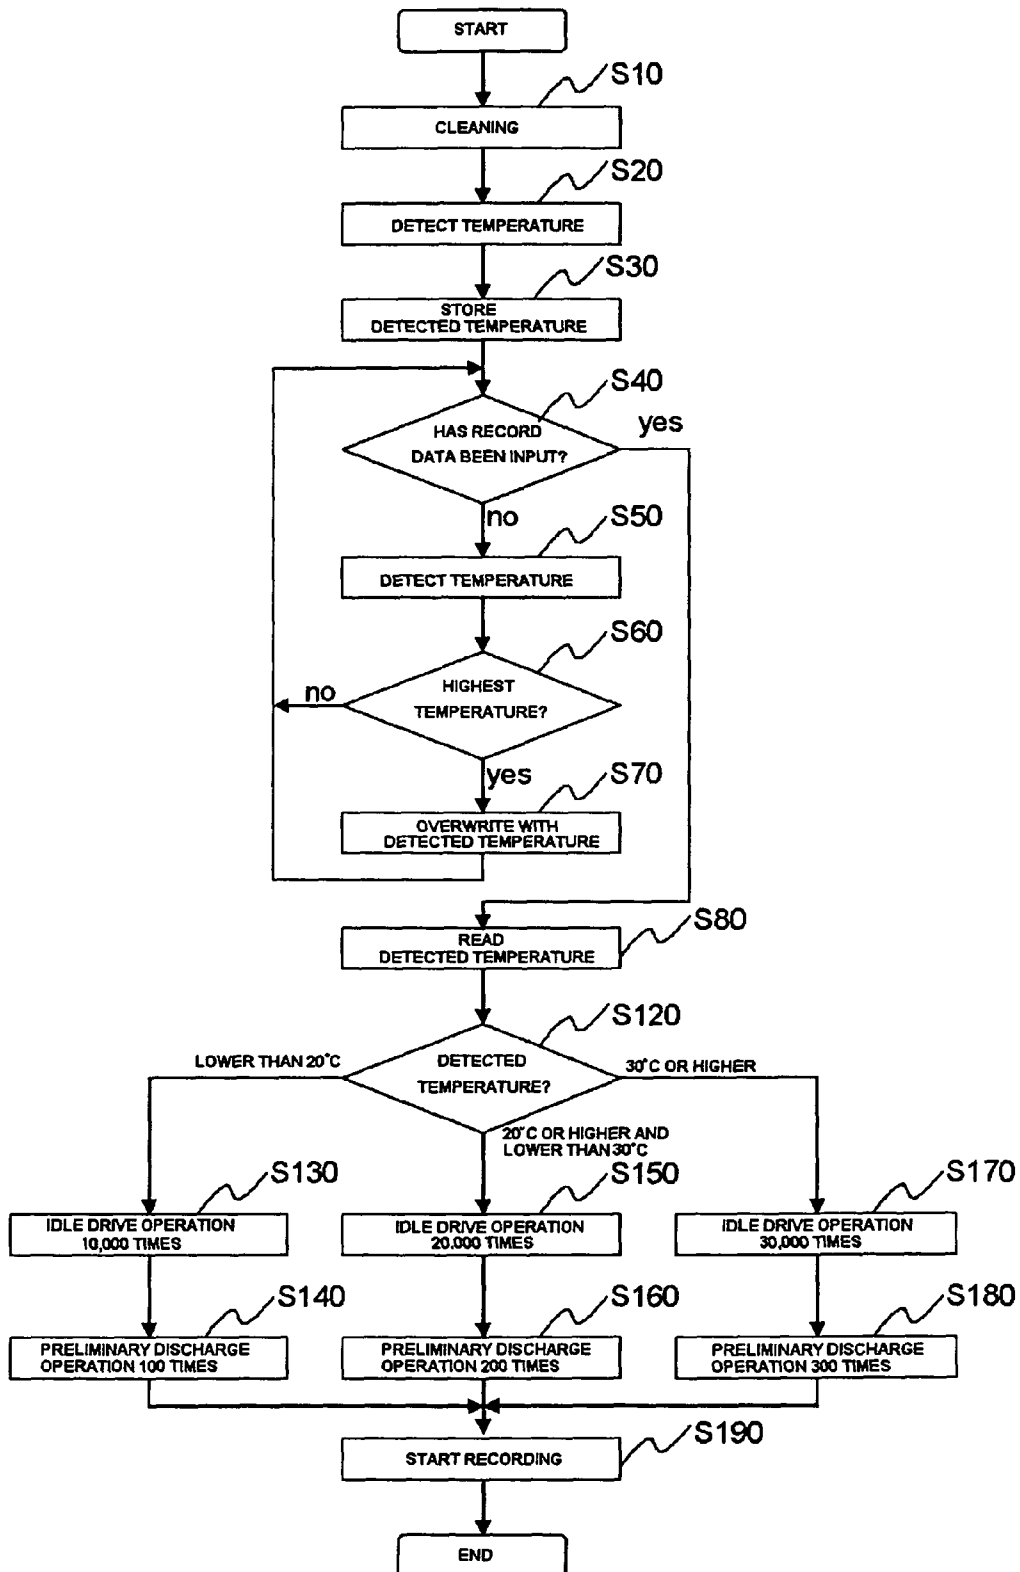 START
S10
CLEANING
S20
DETECT TEMPERATURE
S30
STORE
DETECTED TEMPERATURE
S40
HAS RECORD
DATA BEEN INPUT?
yes
no
S50
DETECT TEMPERATURE
S60
HIGHEST
TEMPERATURE?
no
yes
S70
OVERWRITE WITH
DETECTED TEMPERATURE
S80
READ
DETECTED TEMPERATURE
S120
DETECTED
TEMPERATURE?
LOWER THAN 20°C
30°C OR HIGHER
20°C OR HIGHER AND
LOWER THAN 30°C
S130
IDLE DRIVE OPERATION
10,000 TIMES
S150
IDLE DRIVE OPERATION
20,000 TIMES
S170
IDLE DRIVE OPERATION
30,000 TIMES
S140
PRELIMINARY DISCHARGE
OPERATION 100 TIMES
S160
PRELIMINARY DISCHARGE
OPERATION 200 TIMES
S180
PRELIMINARY DISCHARGE
OPERATION 300 TIMES
S190
START RECORDING
END